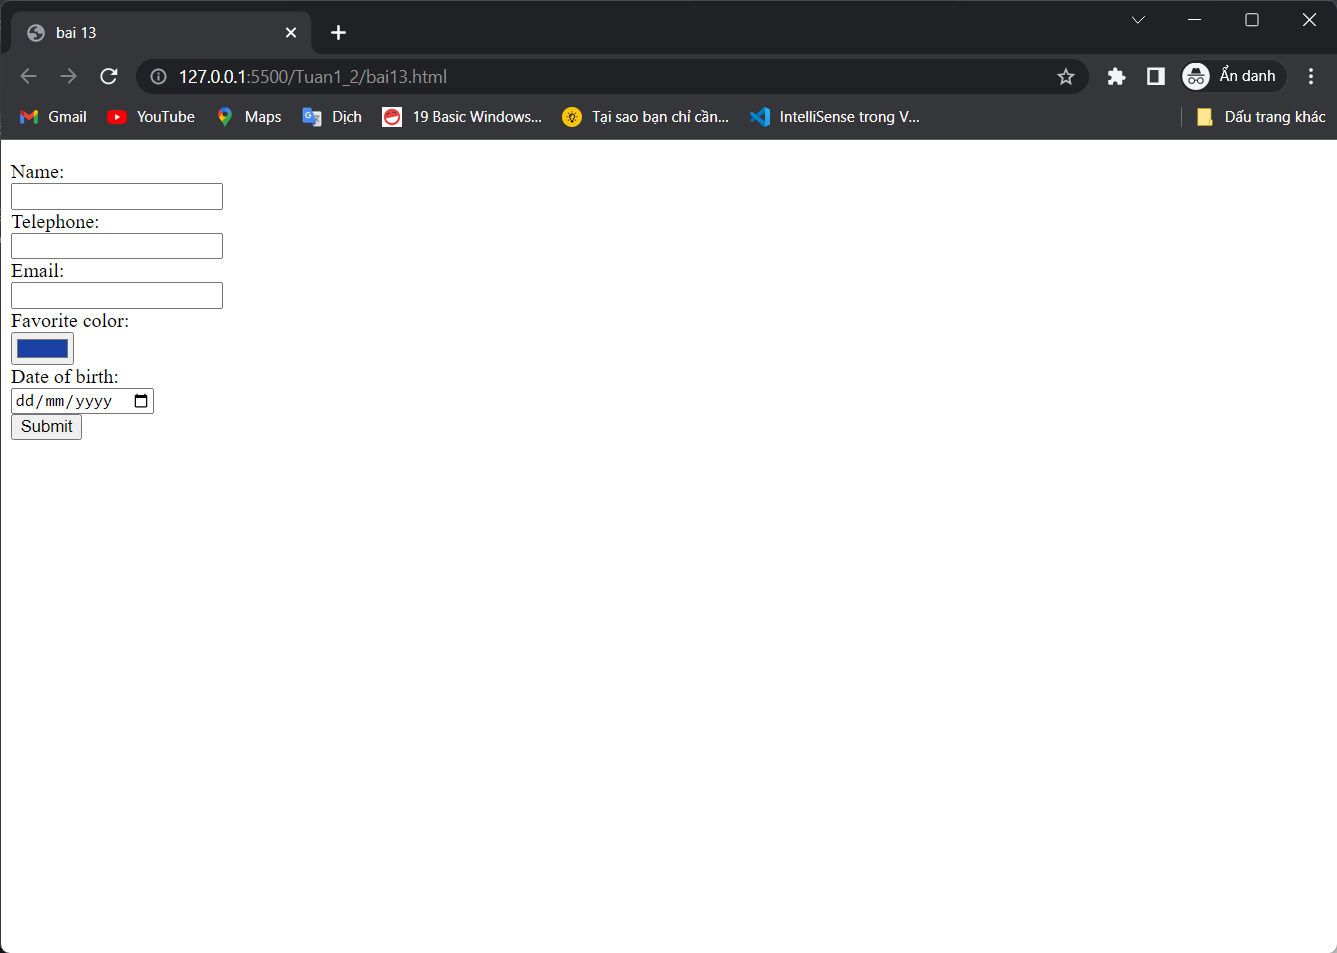 bai 13
127.0.0.1:5500/Tuan1_2/bai13.html
Ẩn danh
Gmail YouTube Maps Dịch 19 Basic Windows... Tại sao bạn chỉ cần... IntelliSense trong V... Dấu trang khác
Name:
Telephone:
Email:
Favorite color:
Date of birth:
dd/mm/yyyy
Submit